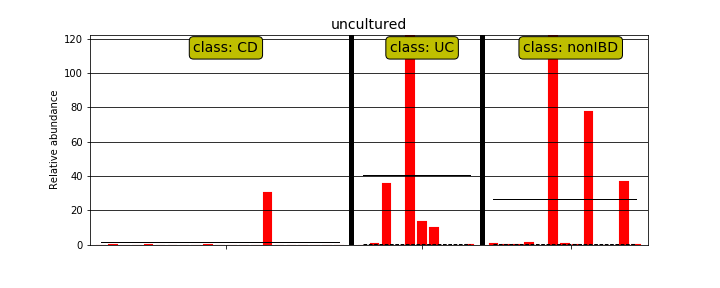 uncultured
class: CD
class: UC
class: nonIBD
Relative abundance
120
100
80
60
40
20
0